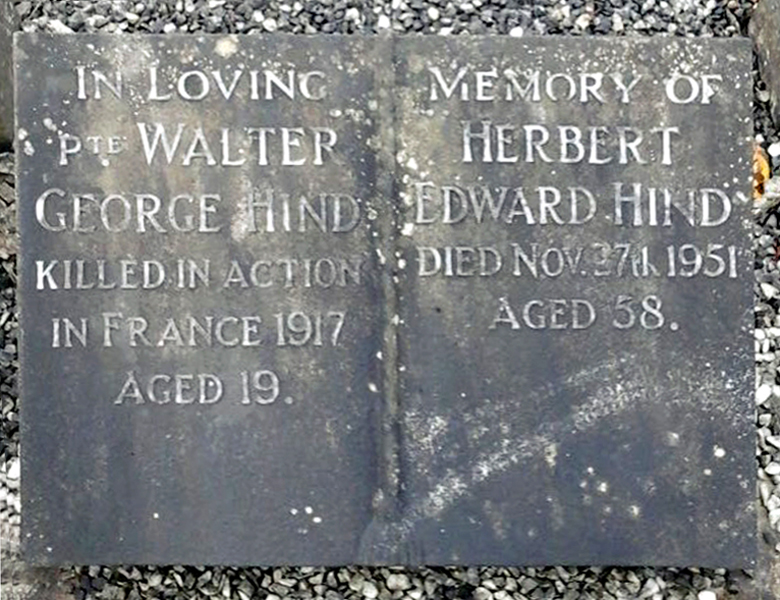 IN LOVING MEMORY OF
PTE WALTER
GEORGE HIND
KILLED IN ACTION
IN FRANCE 1917
AGED 19.
HERBERT
EDWARD HIND
DIED NOV. 27th 1951
AGED 58.